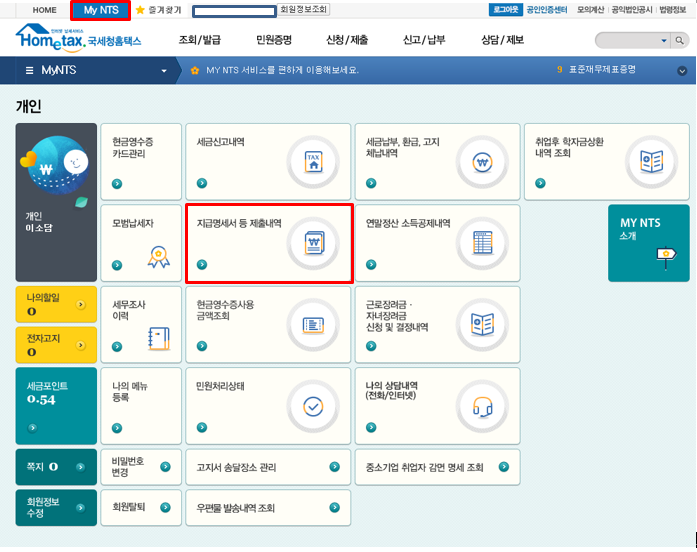 HOME
My NTS
즐겨찾기
회원정보조회
로그아웃
공인인증센터
모의계산
공익법인공시
법령정보
민간의 납세서비스
Hometax. 국세청홈택스
조회/발급
민원증명
신청/제출
신고/납부
상담/제보
MyNTS
MY NTS 서비스를 편하게 이용해보세요.
9 표준재무제표증명
개인
개인
이소담
현금영수증
카드관리
세금신고내역
TAX
세금납부, 환급, 고지
체납내역
취업후 학자금상환
내역 조회
모범납세자
지급명세서 등 제출내역
연말정산 소득공제내역
MY NTS
소개
나의할일
0
전자고지
0
세무조사
이력
현금영수증사용
금액조회
근로장려금·
자녀장려금
신청 및 결정내역
세금포인트
0.54
나의 메뉴
등록
민원처리상태
나의 상담내역
(전화/인터넷)
쪽지 0
비밀번호
변경
고지서 송달장소 관리
중소기업 취업자 감면 명세 조회
회원정보
수정
회원탈퇴
우편물 발송내역 조회